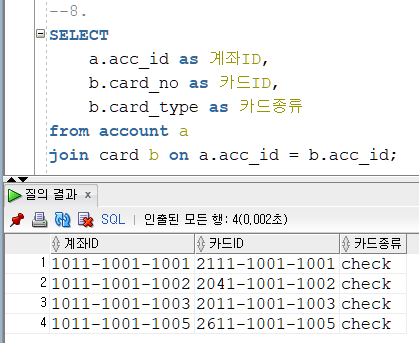 --8.
SELECT
a.acc_id as 계좌ID,
b.card_no as 카드ID,
b.card_type as 카드종류
from account a
join card b on a.acc_id = b.acc_id;
질의 결과 x
SQL | 인출된 모든 행: 4(0.002초)
계좌ID 카드ID 카드종류
1 1011-1001-1001 2111-1001-1001 check
2 1011-1001-1002 2041-1001-1002 check
3 1011-1001-1003 2011-1001-1003 check
4 1011-1001-1005 2611-1001-1005 check